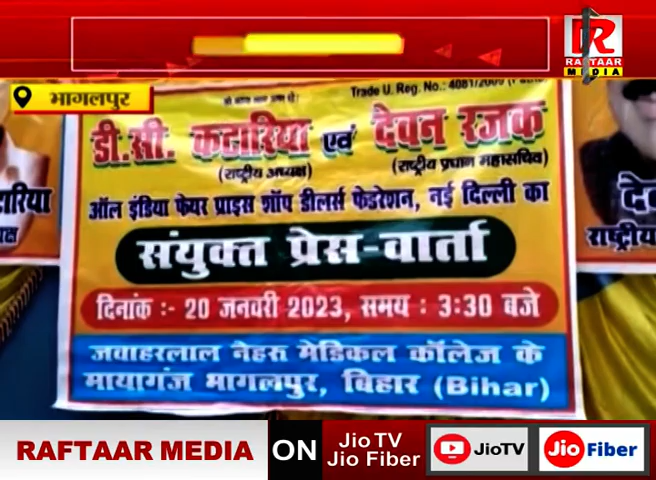 R
RAFTAAR
MEDIA
भागलपुर
Trade U. Reg. No.: 4081/2009
डी.सी. कटारिया एवं देवन रजक
(राष्ट्रीय अध्यक्ष) (राष्ट्रीय प्रधान महासचिव)
ऑल इंडिया फेयर प्राइस शॉप डीलर्स फेडरेशन, नई दिल्ली का
संयुक्त प्रेस-वार्ता
दिनांक :- 20 जनवरी 2023, समय : 3:30 बजे
जवाहरलाल नेहरू मेडिकल कॉलेज के
मायागंज भागलपुर, बिहार (Bihar)
राष्ट्रीय
RAFTAAR MEDIA ON Jio TV
Jio Fiber
JioTV
Jio Fiber